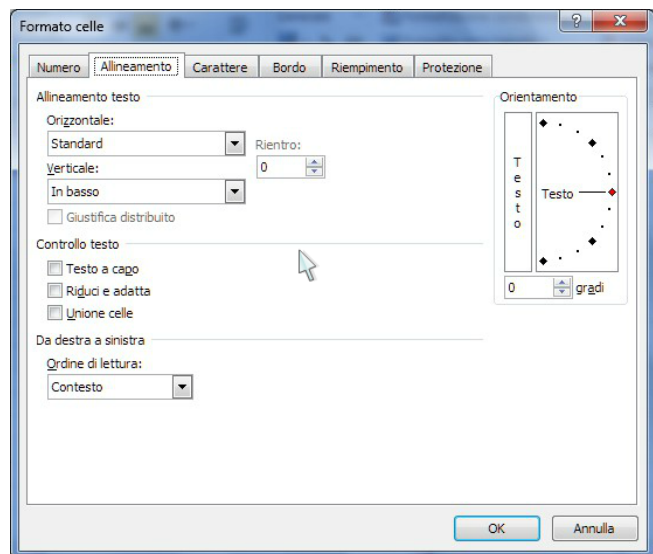 Formato celle
Numero Allineamento Carattere Bordo Riempimento Protezione
Allineamento testo
Orizzontale:
Standard
Rientro:
0
Verticale:
In basso
Giustifica distribuito
Controllo testo
Testo a capo
Riduci e adatta
Unione celle
Da destra a sinistra
Ordine di lettura:
Contesto
Orientamento
Testo
Testo
0 gradi
OK Annulla